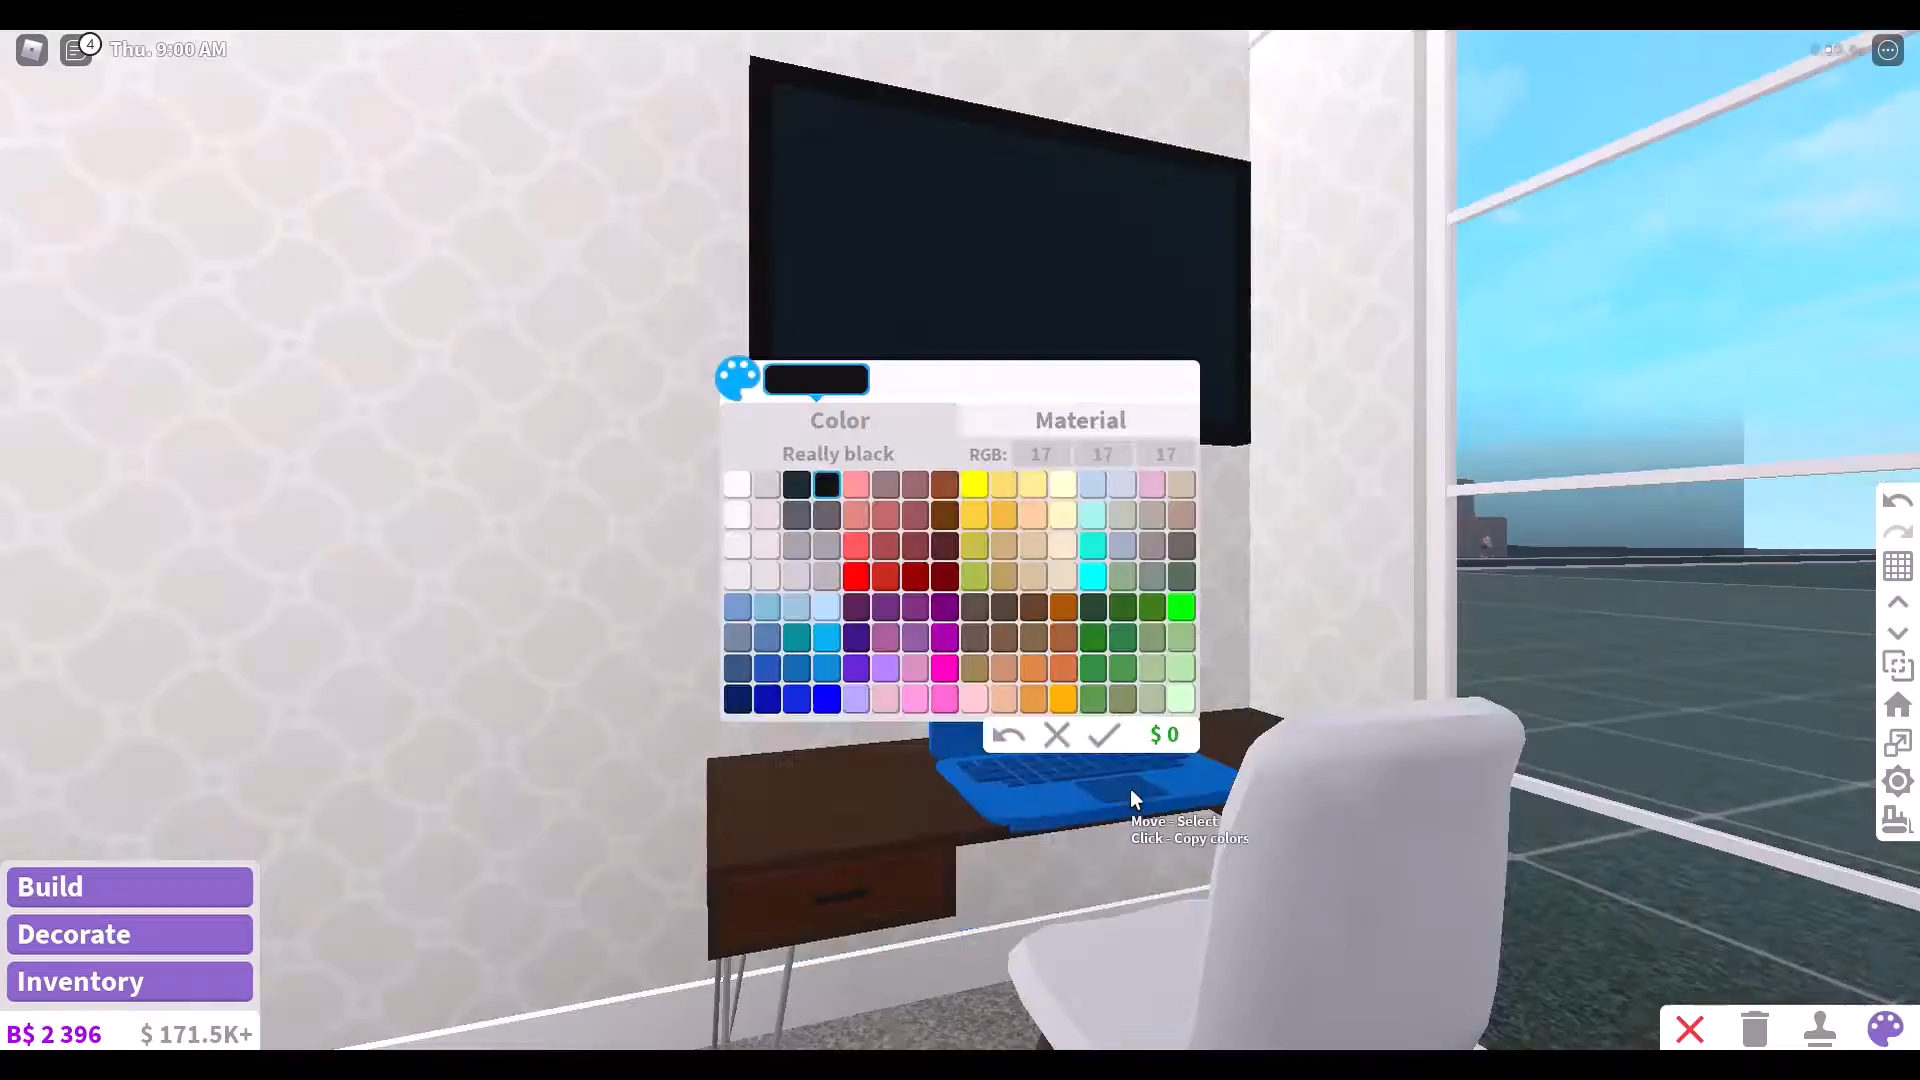 4
Thu. 9:00 AM
Color
Material
Really black
RGB: 17 17 17
$ 0
Move - Select
Click - Copy colors
Build
Decorate
Inventory
B$ 2 396
$ 171.5K+